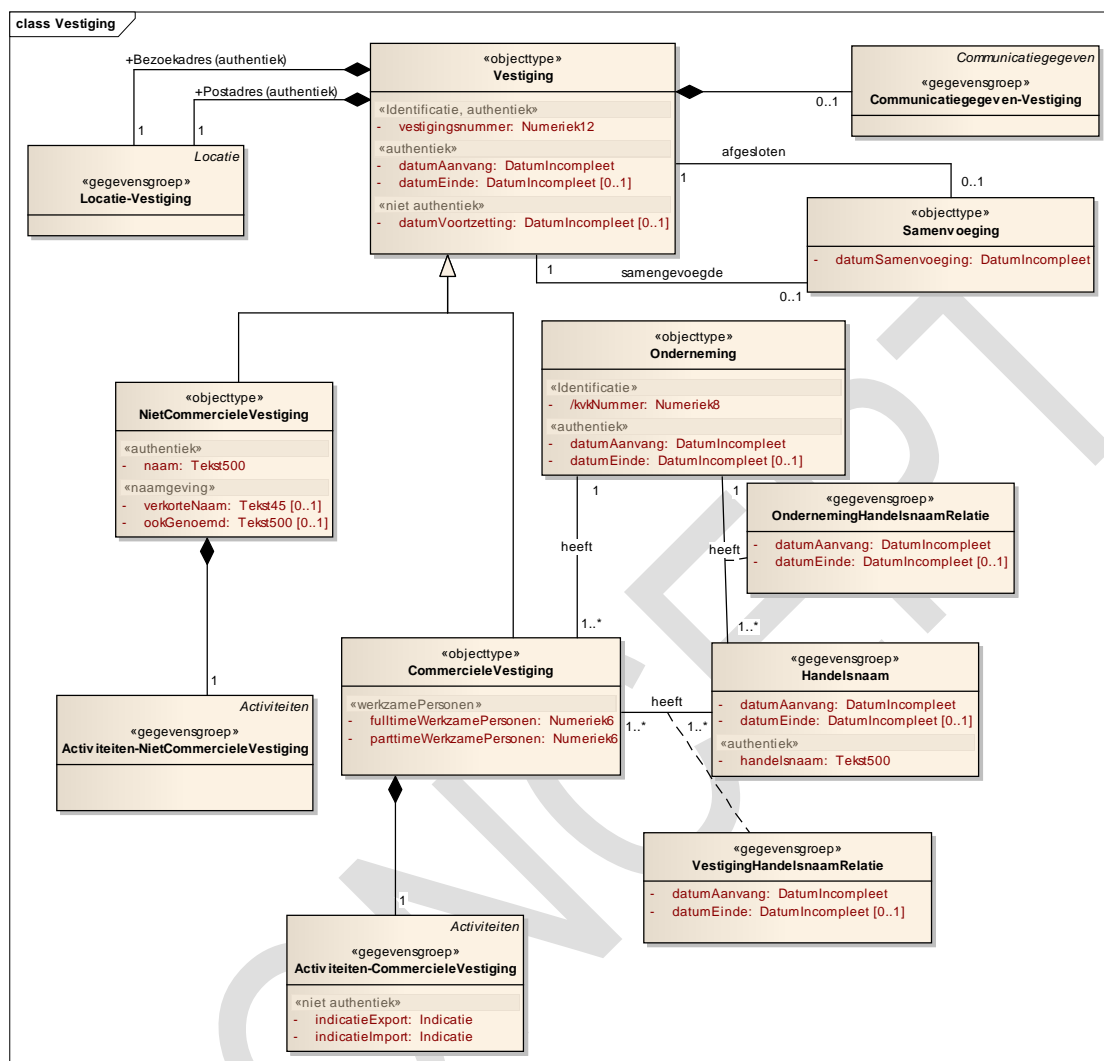 class Vestiging
+Bezoekadres (authentiek)
+Postadres (authentiek)
1
1
Locatie
«gegevensgroep»
Locatie-Vestiging
«objecttype»
Vestiging
«Identificatie, authentiek»
- vestigingsnummer: Numeriek12
«authentiek»
- datumAanvang: DatumIncompleet
- datumEinde: DatumIncompleet [0..1]
«niet authentiek»
- datumVoortzetting: DatumIncompleet [0..1]
0..1
Communicatiegegeven
«gegevensgroep»
Communicatiegegeven-Vestiging
afgesloten
1
0..1
«objecttype»
Samenvoeging
- datumSamenvoeging: DatumIncompleet
1
samengevoegde
0..1
«objecttype»
NietCommercieleVestiging
«authentiek»
- naam: Tekst500
«naamgeving»
- verkorteNaam: Tekst45 [0..1]
- ookGenoemd: Tekst500 [0..1]
«objecttype»
Onderneming
«Identificatie»
- /kvkNummer: Numeriek8
«authentiek»
- datumAanvang: DatumIncompleet
- datumEinde: DatumIncompleet [0..1]
1
1
«gegevensgroep»
OndernemingHandelsnaamRelatie
- datumAanvang: DatumIncompleet
- datumEinde: DatumIncompleet [0..1]
heeft
heeft
1..*
1..*
«objecttype»
CommercieleVestiging
«werkzamePersonen»
- fulltimeWerkzamePersonen: Numeriek6
- parttimeWerkzamePersonen: Numeriek6
heeft
1..*
1..*
«gegevensgroep»
Handelsnaam
- datumAanvang: DatumIncompleet
- datumEinde: DatumIncompleet [0..1]
«authentiek»
- handelsnaam: Tekst500
1
Activiteiten
«gegevensgroep»
Activiteiten-NietCommercieleVestiging
«gegevensgroep»
VestigingHandelsnaamRelatie
- datumAanvang: DatumIncompleet
- datumEinde: DatumIncompleet [0..1]
1
Activiteiten
«gegevensgroep»
Activiteiten-CommercieleVestiging
«niet authentiek»
- indicatieExport: Indicatie
- indicatieImport: Indicatie